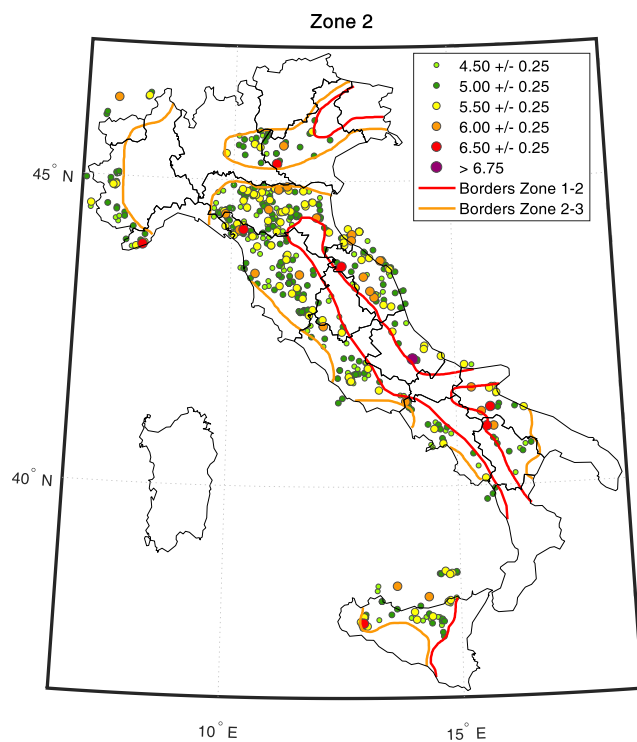 Zone 2
4.50 +/- 0.25
5.00 +/- 0.25
5.50 +/- 0.25
6.00 +/- 0.25
6.50 +/- 0.25
> 6.75
Borders Zone 1-2
Borders Zone 2-3
45° N
40° N
10° E
15° E